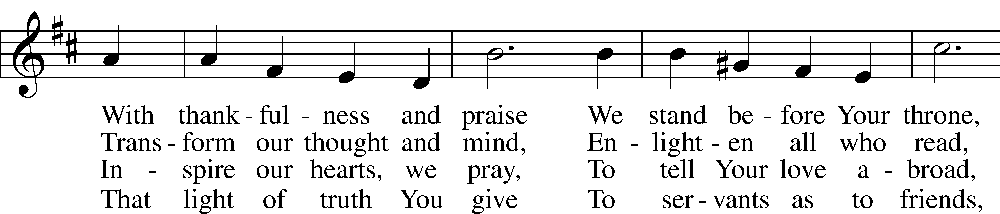 With thank - ful - ness and praise We stand be - fore Your throne,
Trans - form our thought and mind, En - light - en all who read,
In - spire our hearts, we pray, To tell Your love a - broad,
That light of truth You give To ser - vants as to friends,